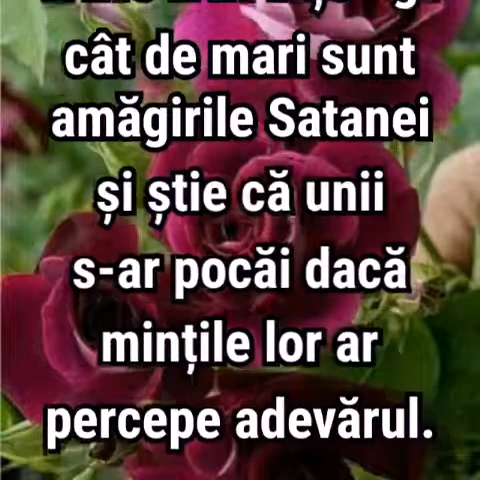 cât de mari sunt
amăgirile Satanei
și știe că unii
s-ar pocăi dacă
mințile lor ar
percepe adevărul.